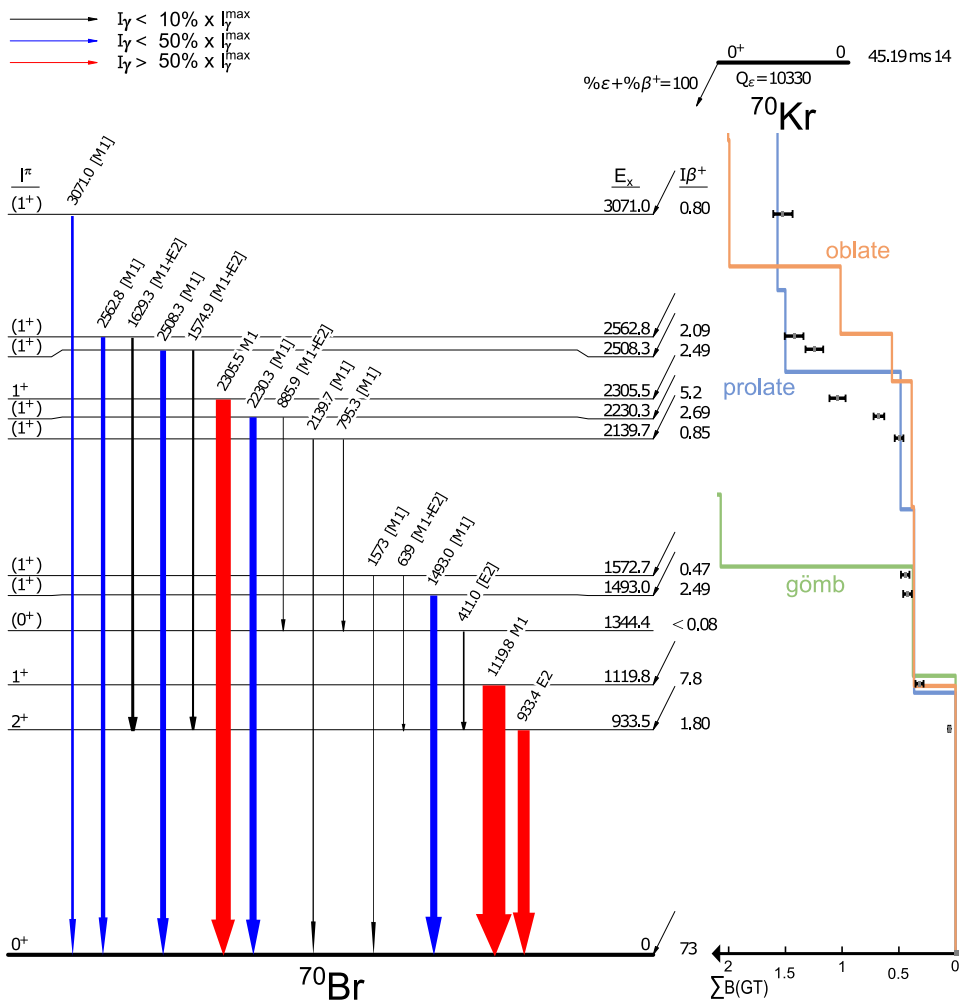 Iγ < 10% x Iγmax
Iγ < 50% x Iγmax
Iγ > 50% x Iγmax
0⁺ 0 45.19 ms 14
%ε+%β⁺=100 Qε=10330
⁷⁰Kr
Iπ Ex Iβ⁺
(1⁺) 3071.0 [M1] 3071.0 0.80
oblate
2562.8 [M1]
1629.3 [M1+E2]
2508.3 [M1]
1574.9 [M1+E2]
(1⁺) 2562.8 2.09
(1⁺) 2508.3 2.49
prolate
2305.5 M1
2230.3 [M1]
885.9 [M1+E2]
2139.7 [M1]
795.3 [M1]
1⁺ 2305.5 5.2
(1⁺) 2230.3 2.69
(1⁺) 2139.7 0.85
1573 [M1]
639 [M1+E2]
1493.0 [M1]
411.0 [E2]
(1⁺) 1572.7 0.47
gömb
(1⁺) 1493.0 2.49
(0⁺) 1344.4 <0.08
1119.8 M1
933.4 E2
1⁺ 1119.8 7.8
2⁺ 933.5 1.80
0⁺ 0 73
⁷⁰Br
2 1.5 1 0.5 0
∑B(GT)